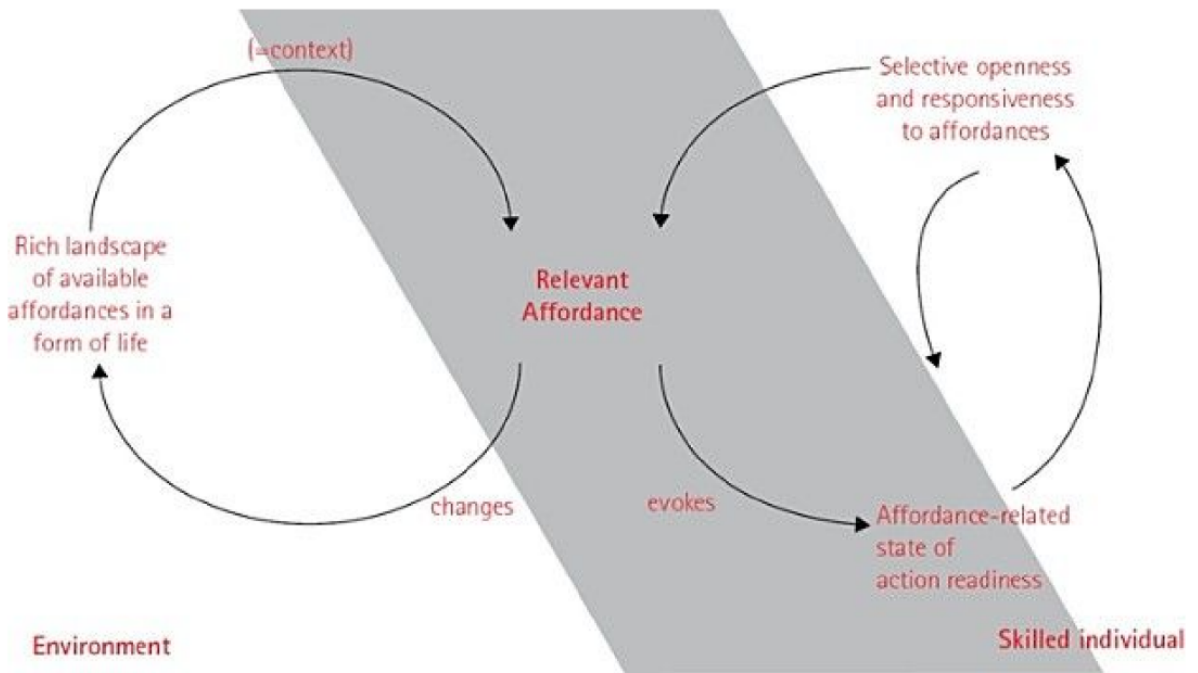 (=context)
Selective openness
and responsiveness
to affordances
Rich landscape
of available
affordances in a
form of life
Relevant
Affordance
changes
evokes
Affordance-related
state of
action readiness
Environment
Skilled individual